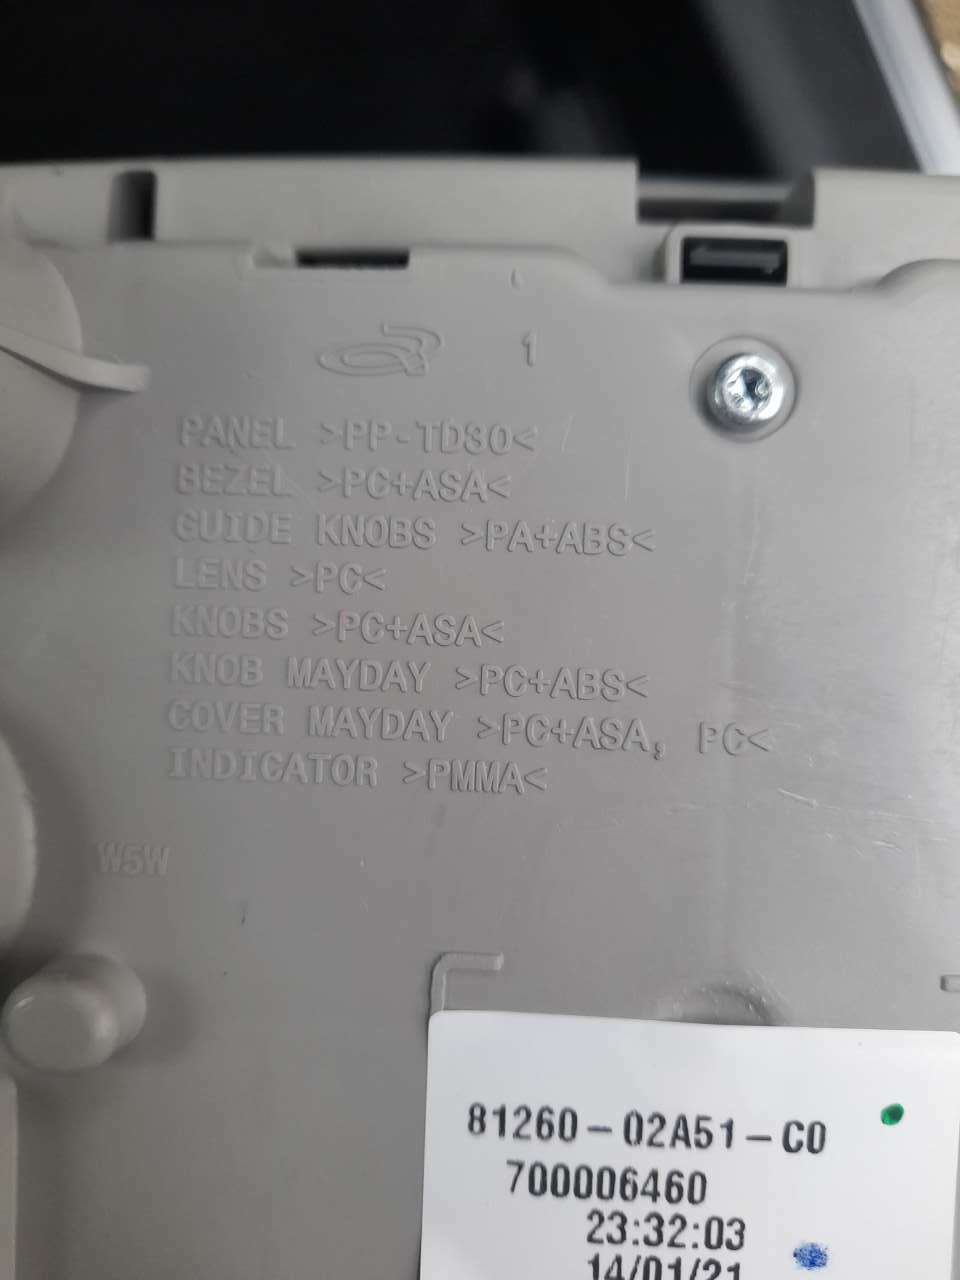 1
PANEL >PP-TD30<
BEZEL >PC+ASA<
GUIDE KNOBS >PA+ABS<
LENS >PC<
KNOBS >PC+ASA<
KNOB MAYDAY >PC+ABS<
COVER MAYDAY >PC+ASA, PC<
INDICATOR >PMMA<
W5W
81260-02A51-C0
700006460
23:32:03
14/01/21